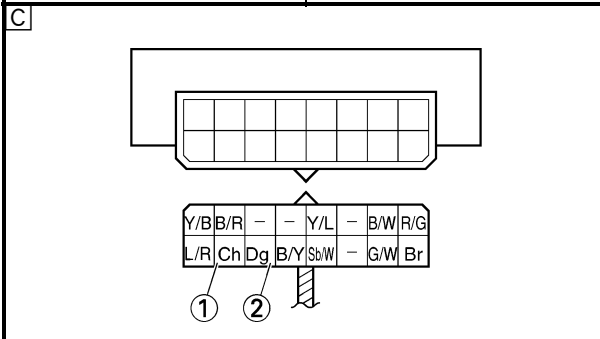 C
Y/B B/R – – Y/L – B/W R/G
L/R Ch Dg B/Y Sb/W – G/W Br
1 2